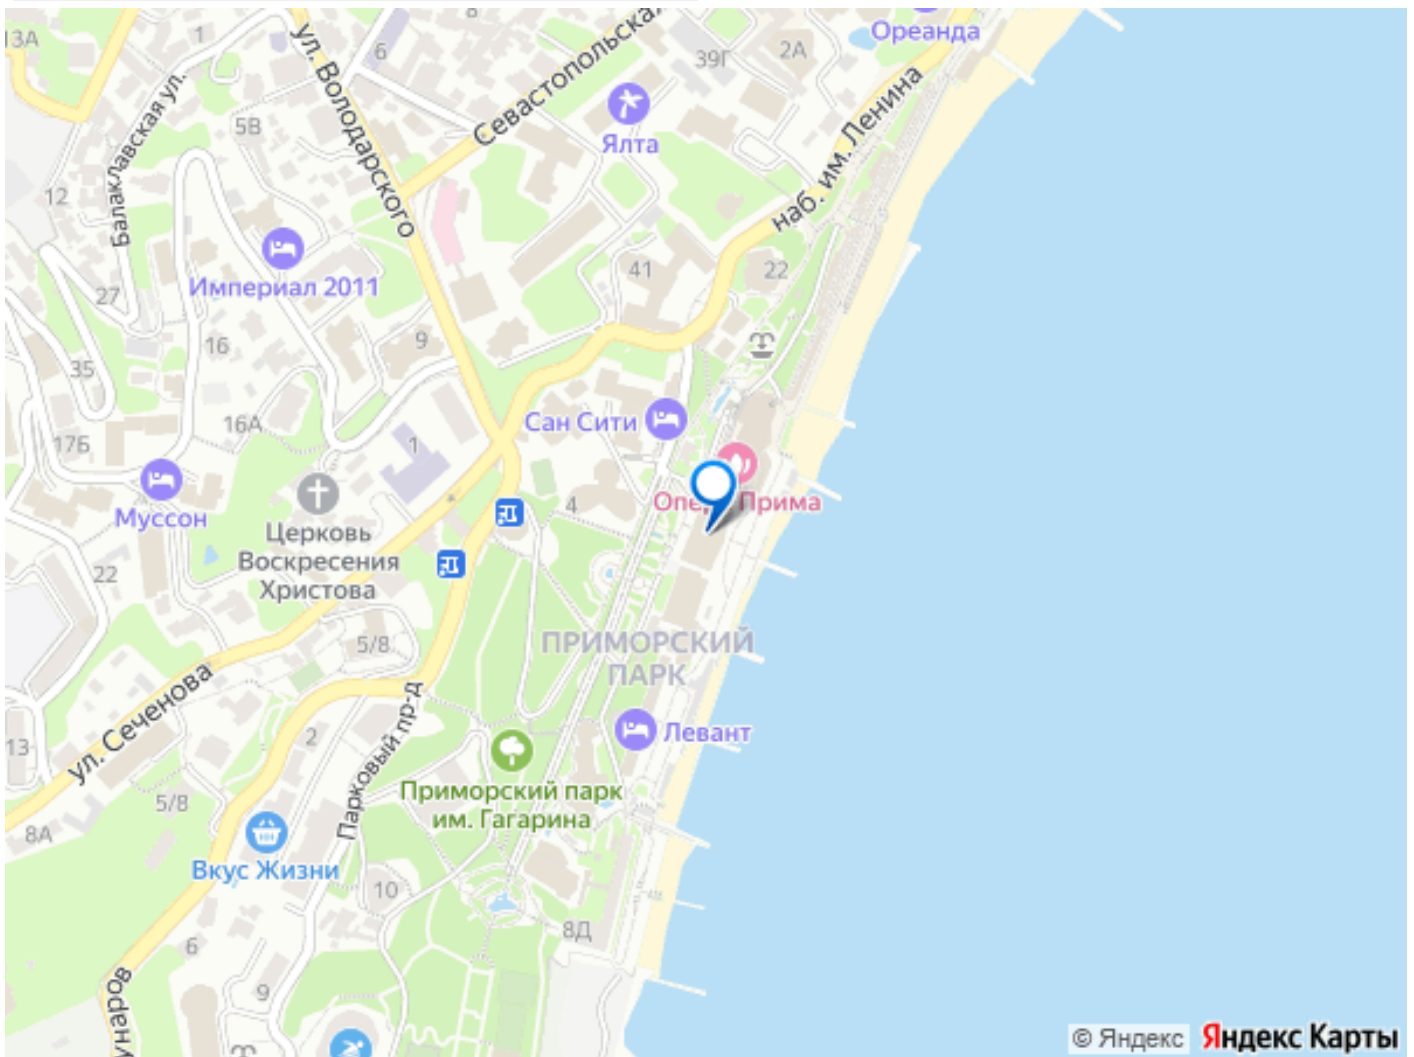 Ореанда
13А
1
6
39Г
2А
ул. Володарского
Севастопольская
Балаклавская ул.
5В
Ялта
наб. им. Ленина
12
Империал 2011
41
22
27
16
9
35
Сан Сити
16А
17Б
1
Муссон
4
Прима
Церковь
Воскресения
Христова
22
5/8
ПРИМОРСКИЙ
ПАРК
ул. Сеченова
Парковый пр-д
13
2
Левант
Приморский парк
им. Гагарина
5/8
8А
Вкус Жизни
10
8Д
6
9
© Яндекс Яндекс Карты